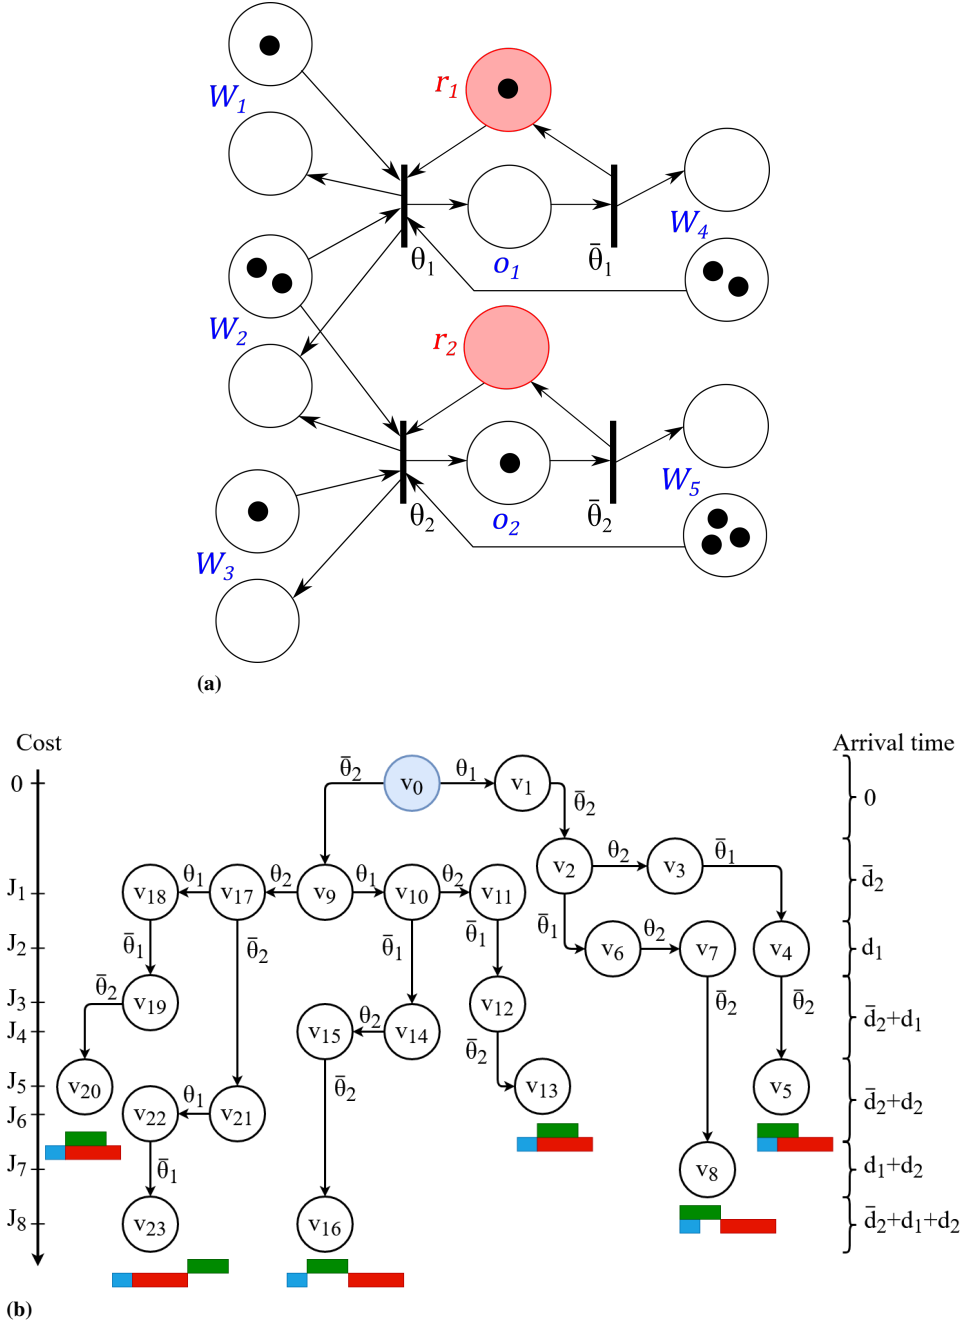 r₁
W₁
W₄
θ₁
o₁
θ̄₁
W₂
r₂
W₅
θ₂
o₂
θ̄₂
W₃
(a)
Cost
Arrival time
0
θ̄₂
v₀
θ₁
v₁
0
θ̄₂
v₂
θ₂
v₃
θ̄₁
J₁
v₁₈
θ₁
v₁₇
θ₂
v₉
θ₁
v₁₀
θ₂
v₁₁
d̄₂
J₂
θ̄₁
θ̄₂
θ̄₁
θ̄₁
θ̄₁
v₆
θ₂
v₇
v₄
d₁
J₃
θ̄₂
v₁₉
v₁₂
θ̄₂
θ̄₂
J₄
v₁₅
θ₂
v₁₄
d̄₂+d₁
θ̄₂
J₅
v₂₀
θ̄₂
v₁₃
v₅
J₆
v₂₂
θ₁
v₂₁
d̄₂+d₂
J₇
θ̄₁
v₈
d₁+d₂
J₈
v₂₃
v₁₆
d̄₂+d₁+d₂
(b)